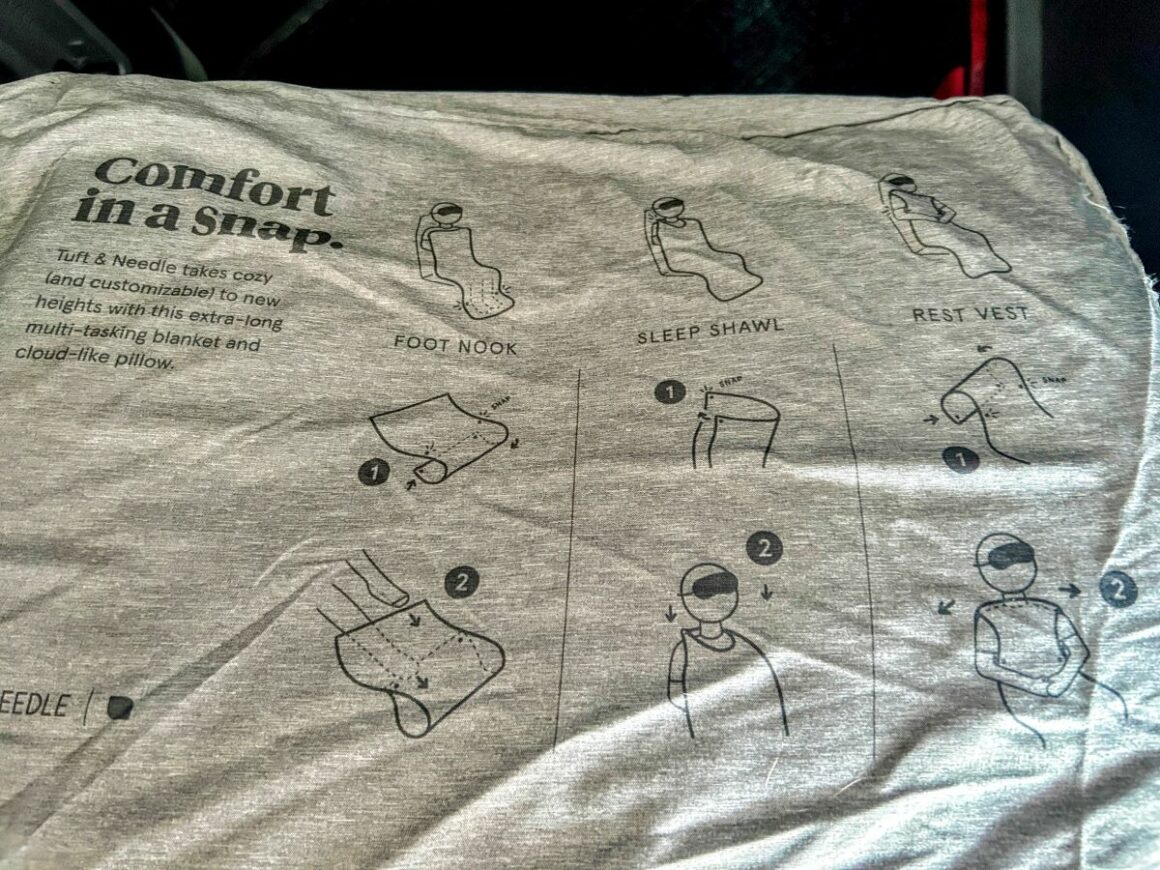 Comfort
in a snap.
Tuft & Needle takes cozy
(and customizable) to new
heights with this extra-long
multi-tasking blanket and
cloud-like pillow.
FOOT NOOK
SLEEP SHAWL
REST VEST
SNAP
1
2
1
SNAP
2
SNAP
1
2
EEDLE |